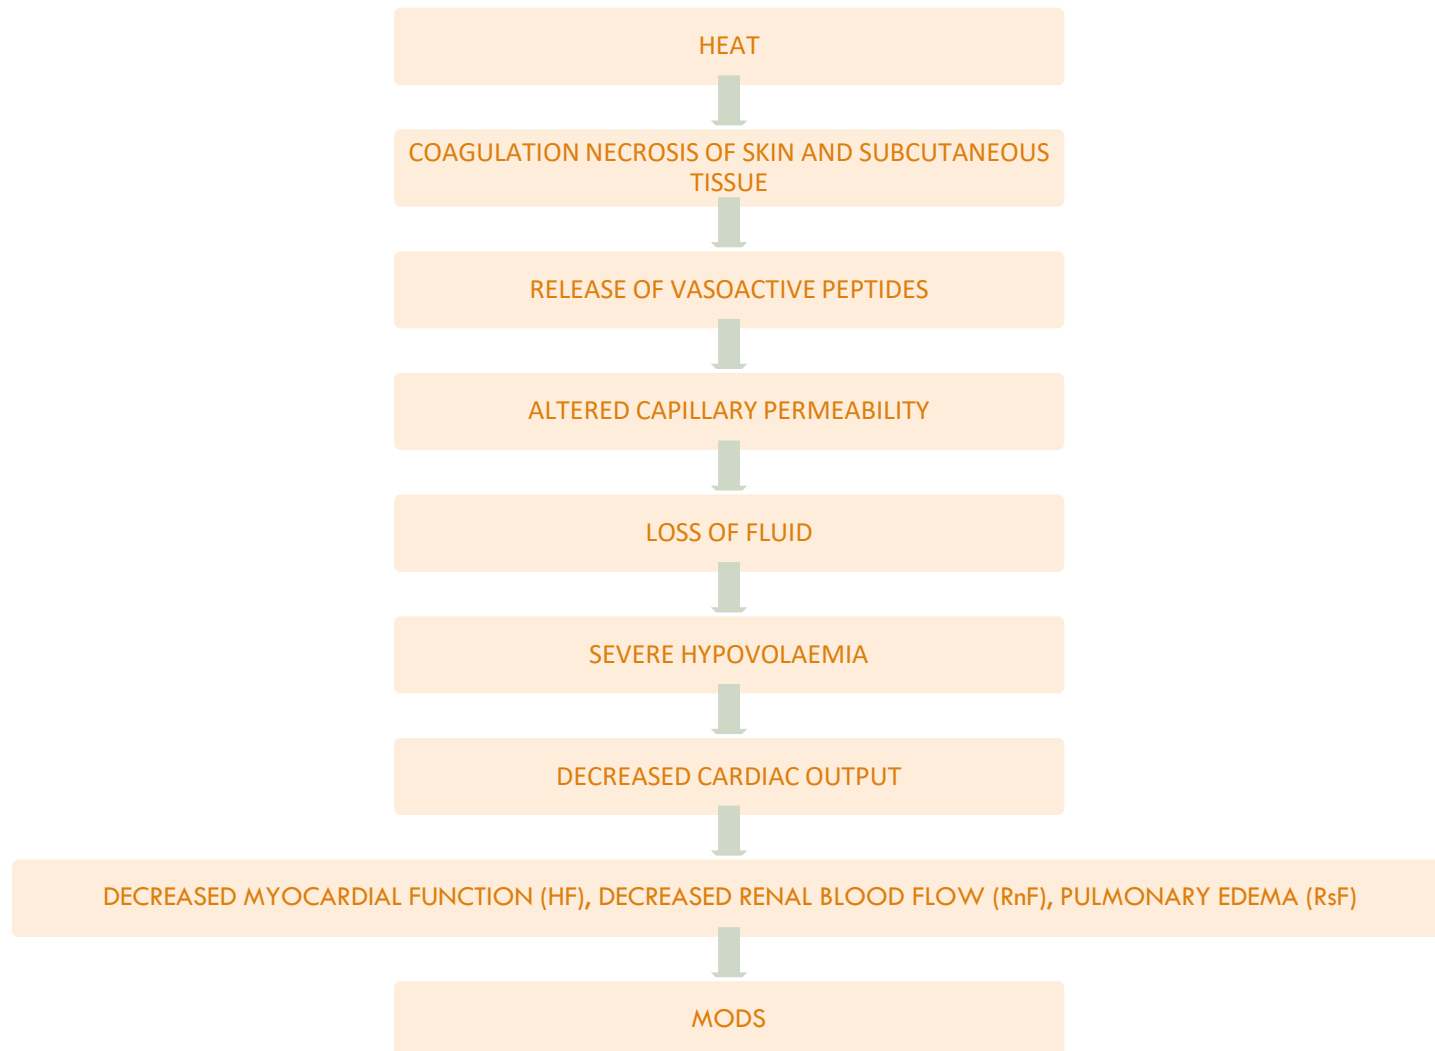 HEAT
COAGULATION NECROSIS OF SKIN AND SUBCUTANEOUS
TISSUE
RELEASE OF VASOACTIVE PEPTIDES
ALTERED CAPILLARY PERMEABILITY
LOSS OF FLUID
SEVERE HYPOVOLAEMIA
DECREASED CARDIAC OUTPUT
DECREASED MYOCARDIAL FUNCTION (HF), DECREASED RENAL BLOOD FLOW (RnF), PULMONARY EDEMA (RsF)
MODS